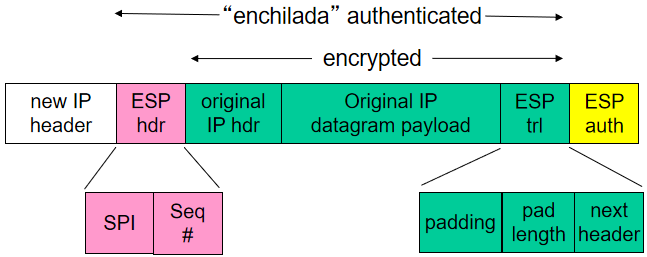 “enchilada” authenticated
encrypted
new IP
header
ESP
hdr
original
IP hdr
Original IP
datagram payload
ESP
trl
ESP
auth
SPI
Seq
#
padding
pad
length
next
header